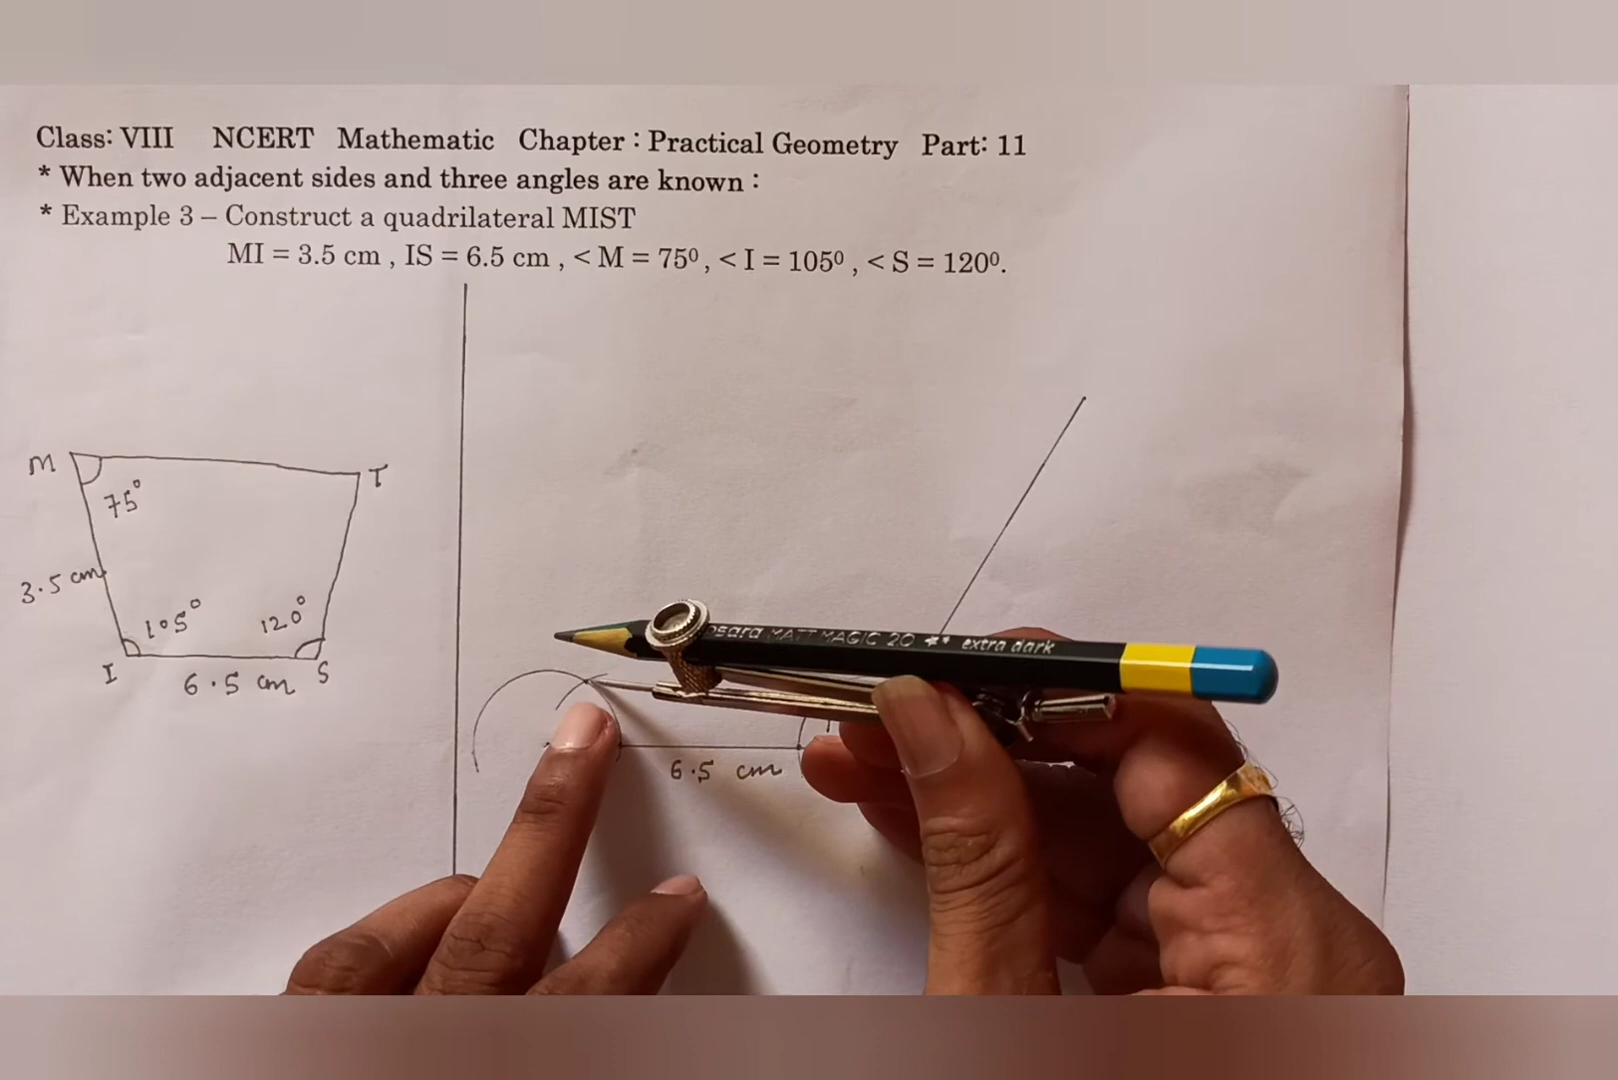 Class: VIII NCERT Mathematic Chapter : Practical Geometry Part: 11
* When two adjacent sides and three angles are known :
* Example 3 – Construct a quadrilateral MIST
MI = 3.5 cm , IS = 6.5 cm , < M = 75⁰ , < I = 105⁰ , < S = 120⁰.
M
T
75°
3.5 cm
105°
120°
I
6.5 cm
S
MATT MAGIC 20 extra dark
6.5 cm